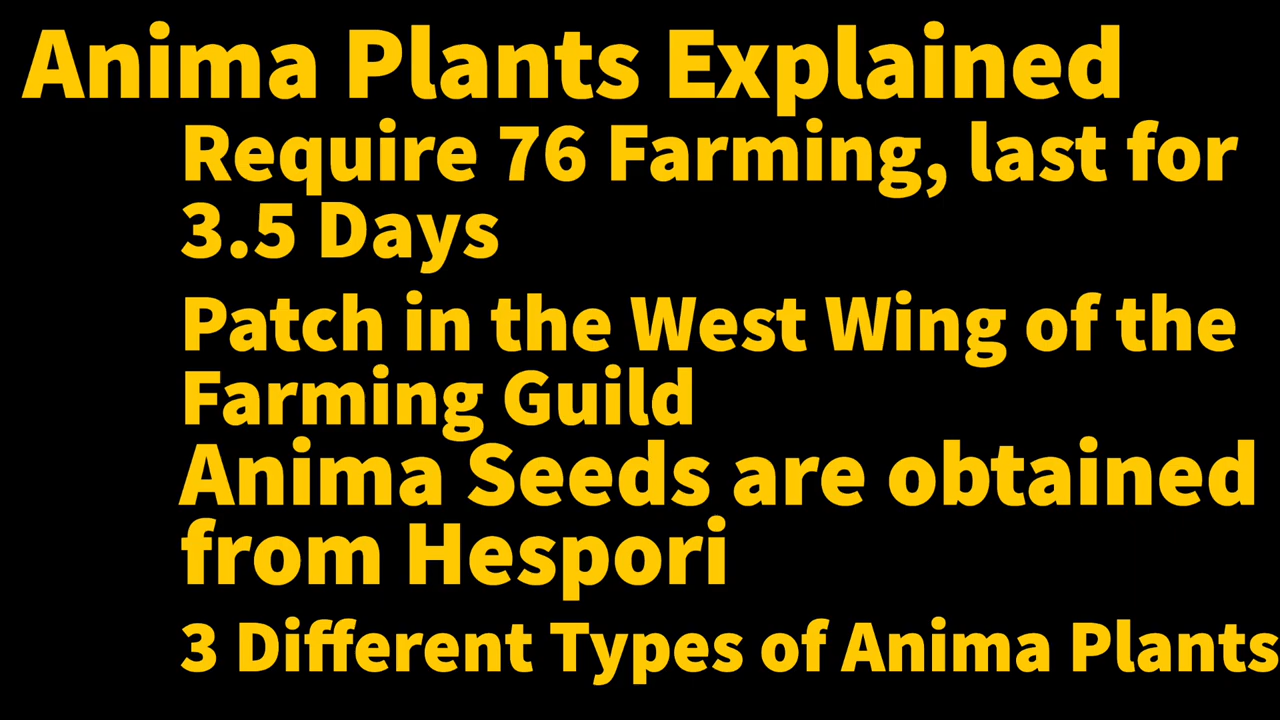 Anima Plants Explained
Require 76 Farming, last for
3.5 Days
Patch in the West Wing of the
Farming Guild
Anima Seeds are obtained
from Hespori
3 Different Types of Anima Plants